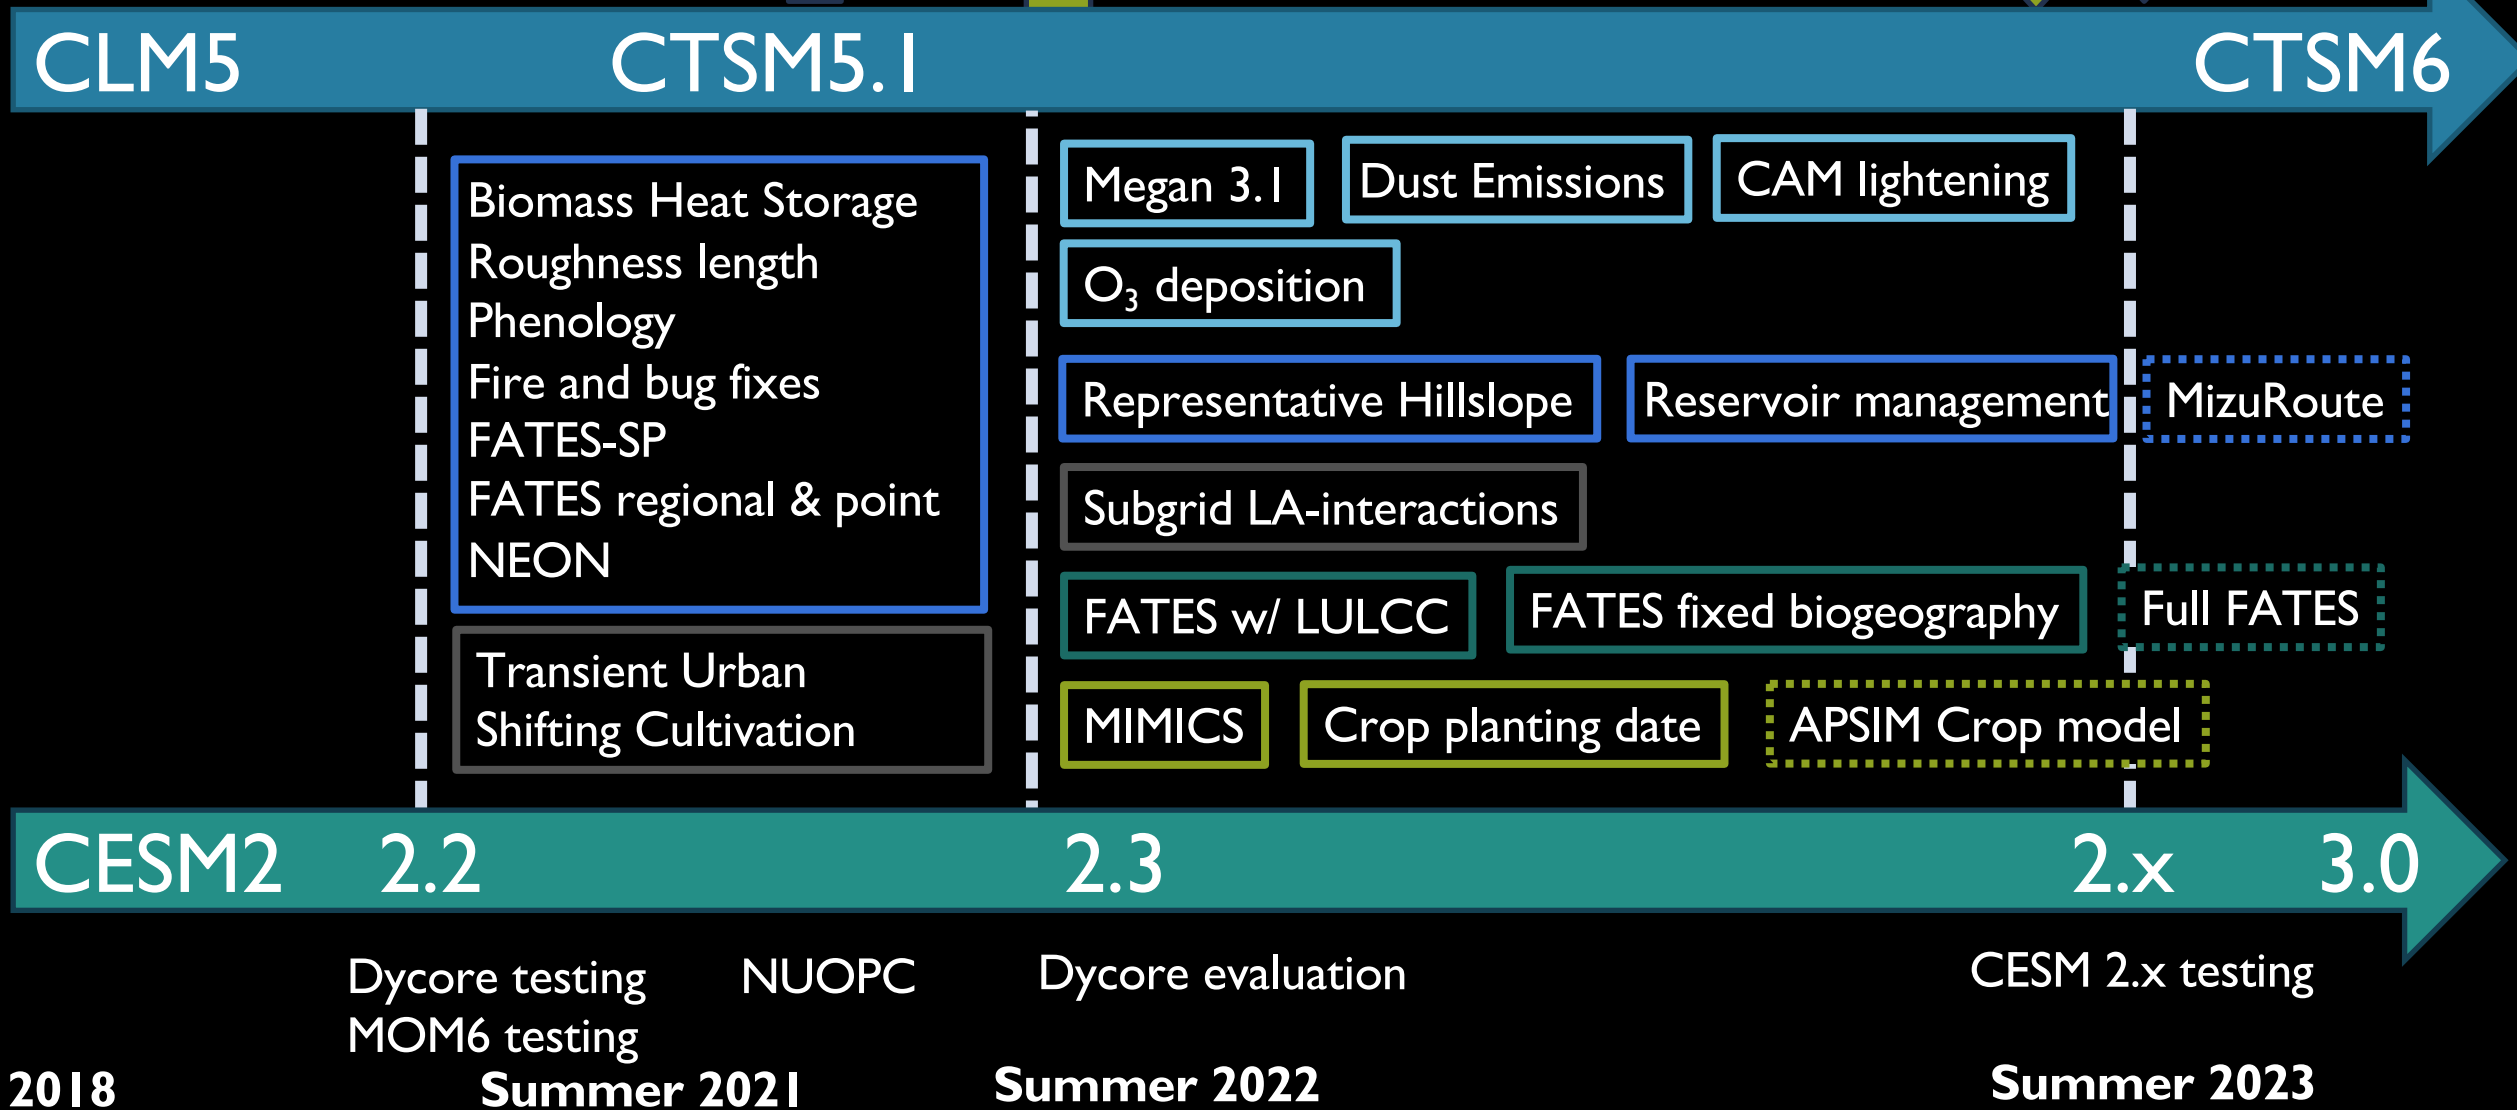 CLM5
CTSM5.1
CTSM6
Biomass Heat Storage
Roughness length
Phenology
Fire and bug fixes
FATES-SP
FATES regional & point
NEON
Transient Urban
Shifting Cultivation
Megan 3.1
Dust Emissions
CAM lightening
O₃ deposition
Representative Hillslope
Reservoir management
MizuRoute
Subgrid LA-interactions
FATES w/ LULCC
FATES fixed biogeography
Full FATES
MIMICS
Crop planting date
APSIM Crop model
CESM2
2.2
2.3
2.x
3.0
Dycore testing
MOM6 testing
NUOPC
Dycore evaluation
CESM 2.x testing
2018
Summer 2021
Summer 2022
Summer 2023